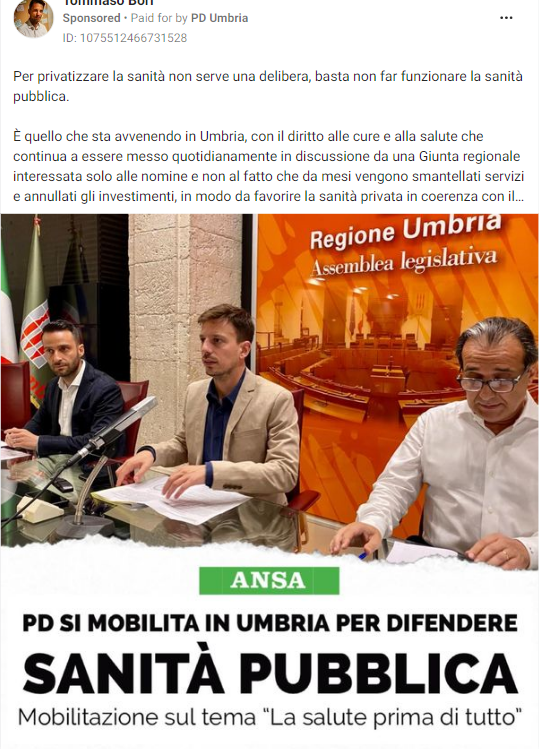 Tommaso Bori
Sponsored • Paid for by PD Umbria
ID: 1075512466731528
Per privatizzare la sanità non serve una delibera, basta non far funzionare la sanità
pubblica.
È quello che sta avvenendo in Umbria, con il diritto alle cure e alla salute che
continua a essere messo quotidianamente in discussione da una Giunta regionale
interessata solo alle nomine e non al fatto che da mesi vengono smantellati servizi
e annullati gli investimenti, in modo da favorire la sanità privata in coerenza con il...
Regione Umbria
Assemblea legislativa
ANSA
PD SI MOBILITA IN UMBRIA PER DIFENDERE
SANITÀ PUBBLICA
Mobilitazione sul tema “La salute prima di tutto”